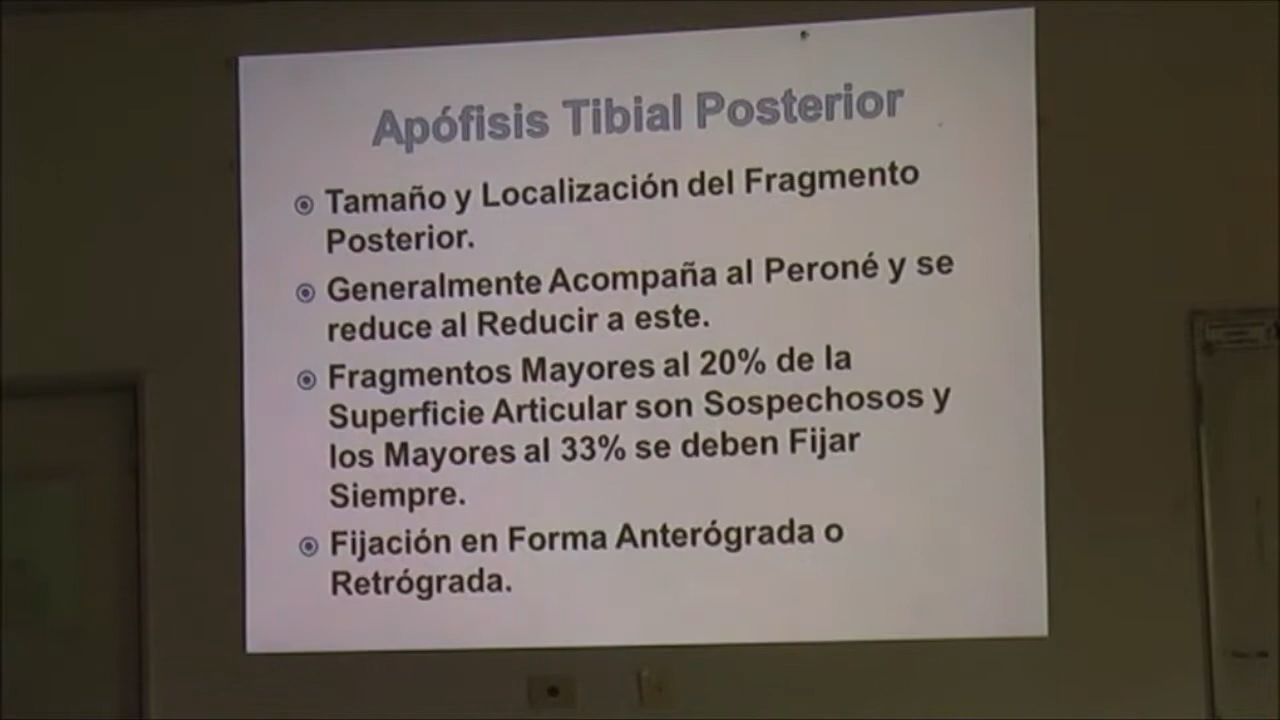 Apófisis Tibial Posterior
Tamaño y Localización del Fragmento
Posterior.
Generalmente Acompaña al Peroné y se
reduce al Reducir a este.
Fragmentos Mayores al 20% de la
Superficie Articular son Sospechosos y
los Mayores al 33% se deben Fijar
Siempre.
Fijación en Forma Anterógrada o
Retrógrada.